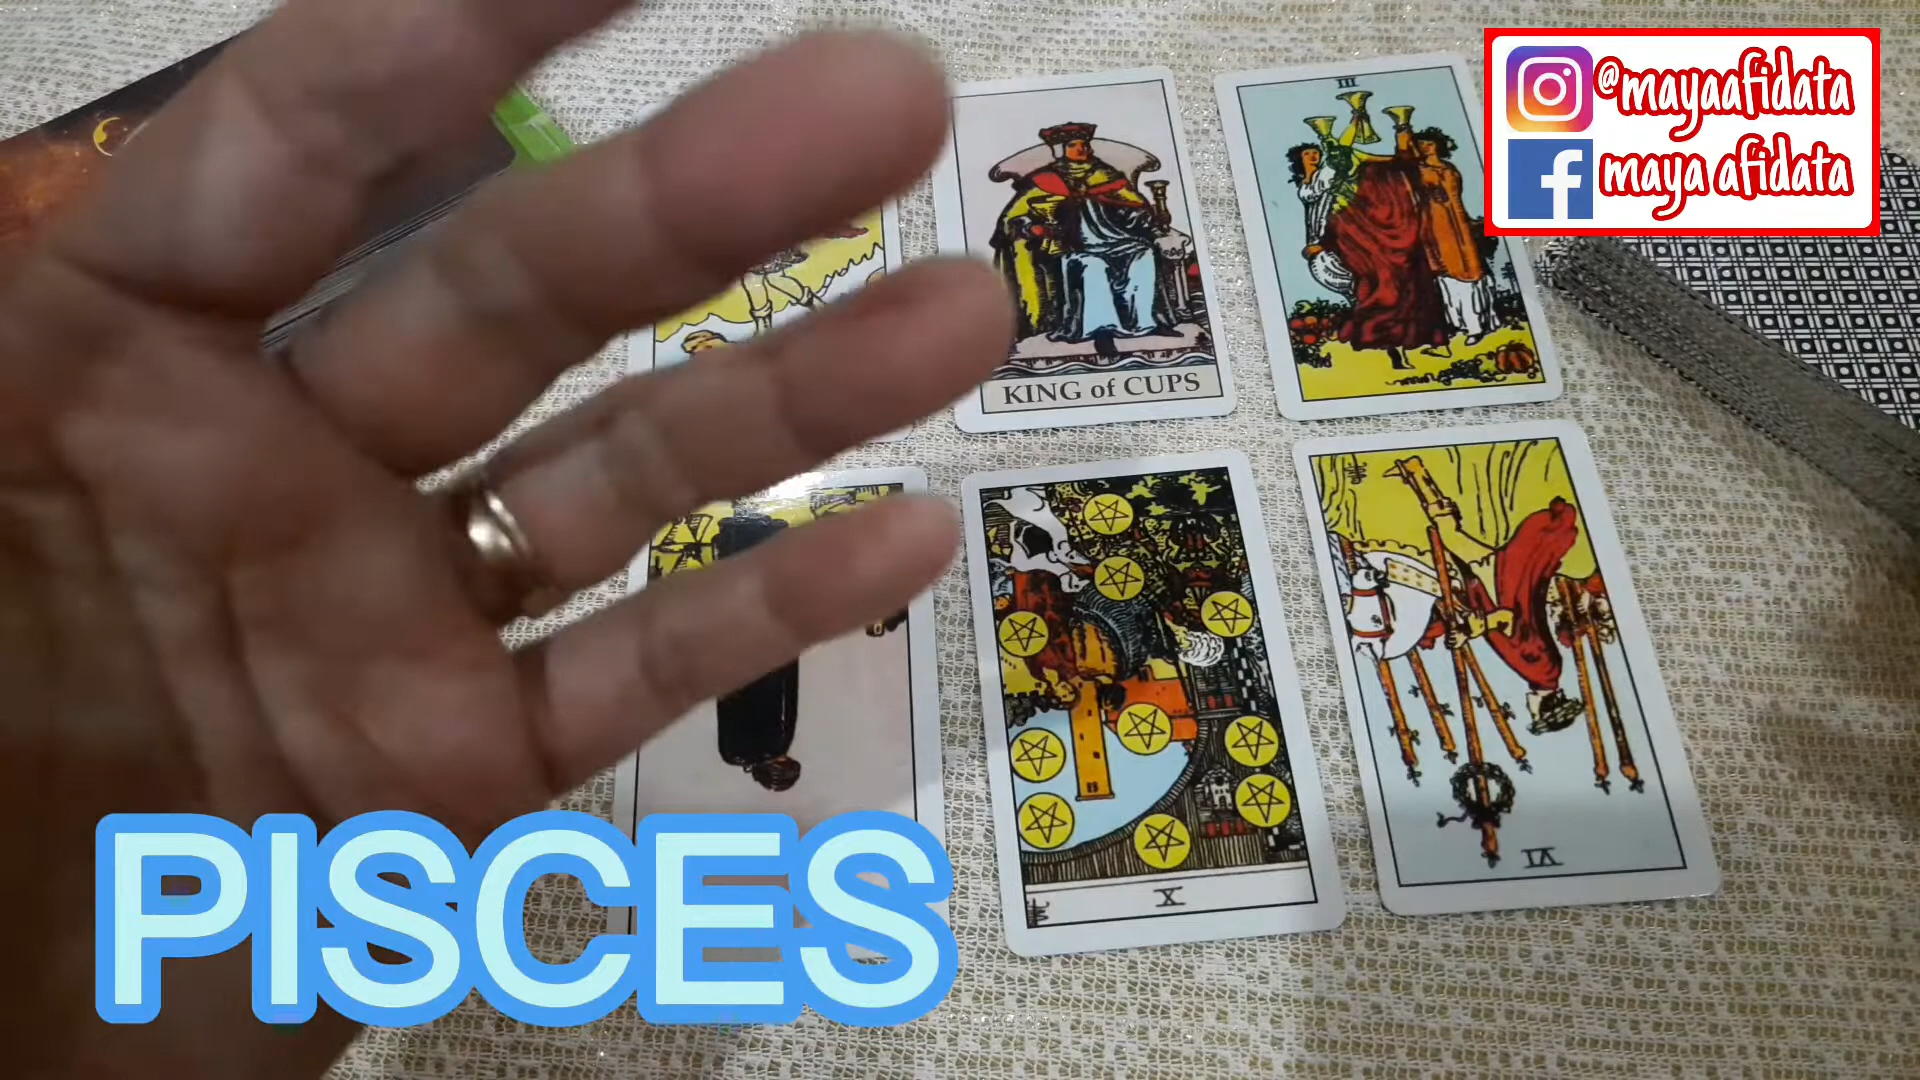 @mayaafidata
maya afidata
III
KING of CUPS
X
VI
PISCES